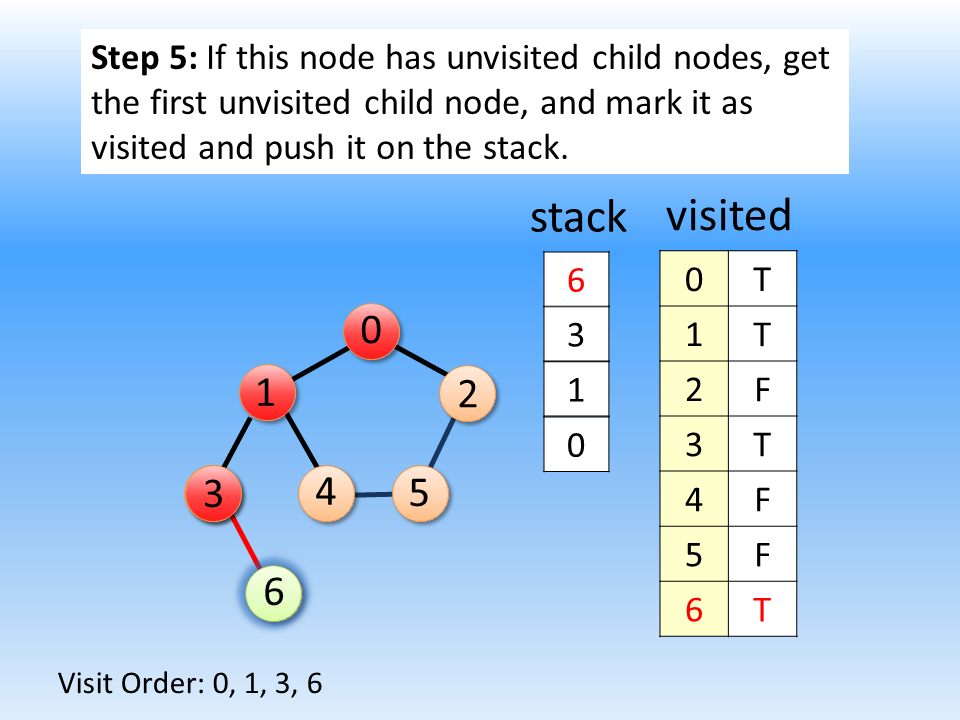 Step 5: If this node has unvisited child nodes, get
the first unvisited child node, and mark it as
visited and push it on the stack.
stack visited
6
3
1
0
0 T
1 T
2 F
3 T
4 F
5 F
6 T
0
1
2
3
4
5
6
Visit Order: 0, 1, 3, 6